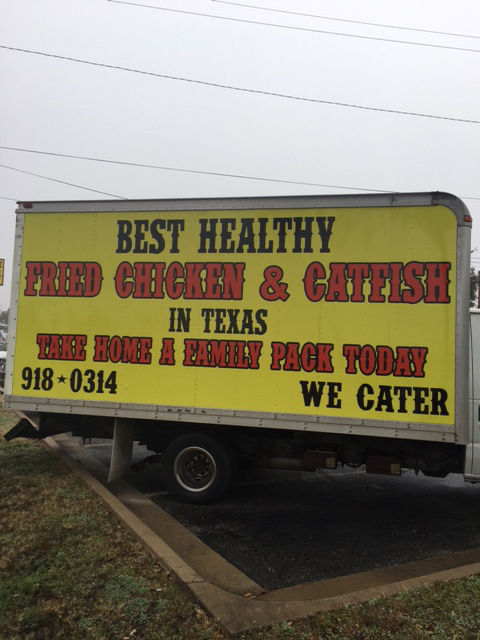 BEST HEALTHY
FRIED CHICKEN & CATFISH
IN TEXAS
TAKE HOME A FAMILY PACK TODAY
918★0314
WE CATER